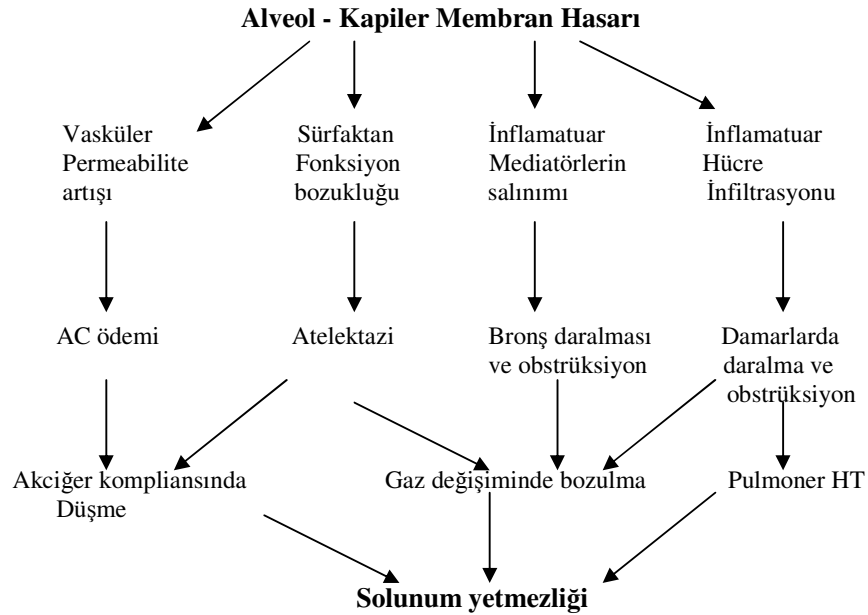 Alveol - Kapiler Membran Hasarı
Vasküler
Permeabilite
artışı
Sürfaktan
Fonksiyon
bozukluğu
İnflamatuar
Mediatörlerin
salınımı
İnflamatuar
Hücre
İnfiltrasyonu
AC ödemi
Atelektazi
Bronş daralması
ve obstrüksiyon
Damarlarda
daralma ve
obstrüksiyon
Akciğer kompliansında
Düşme
Gaz değişiminde bozulma
Pulmoner HT
Solunum yetmezliği